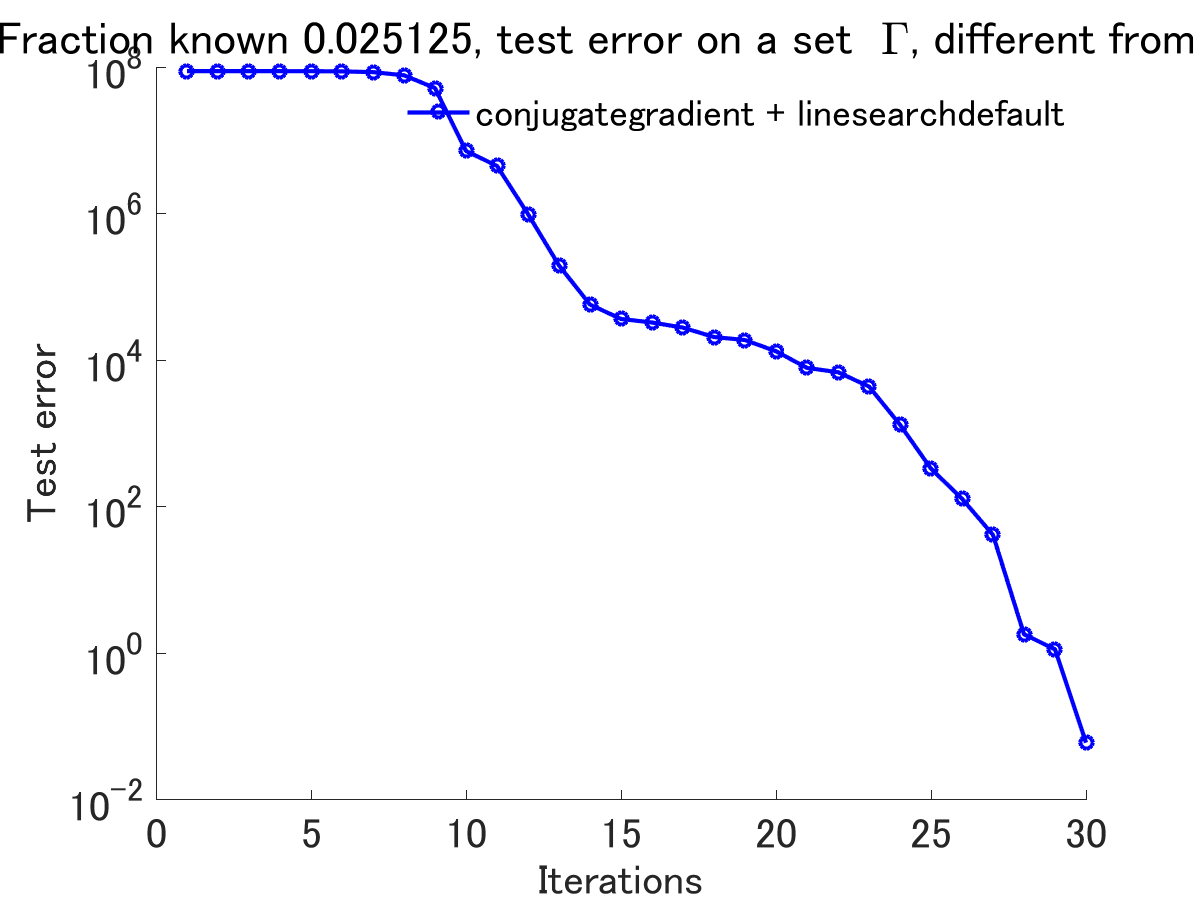 Fraction known 0.025125, test error on a set Γ, different from
10^8
conjugategradient + linesearchdefault
10^6
10^4
10^2
10^0
10^-2
Test error
0 5 10 15 20 25 30
Iterations